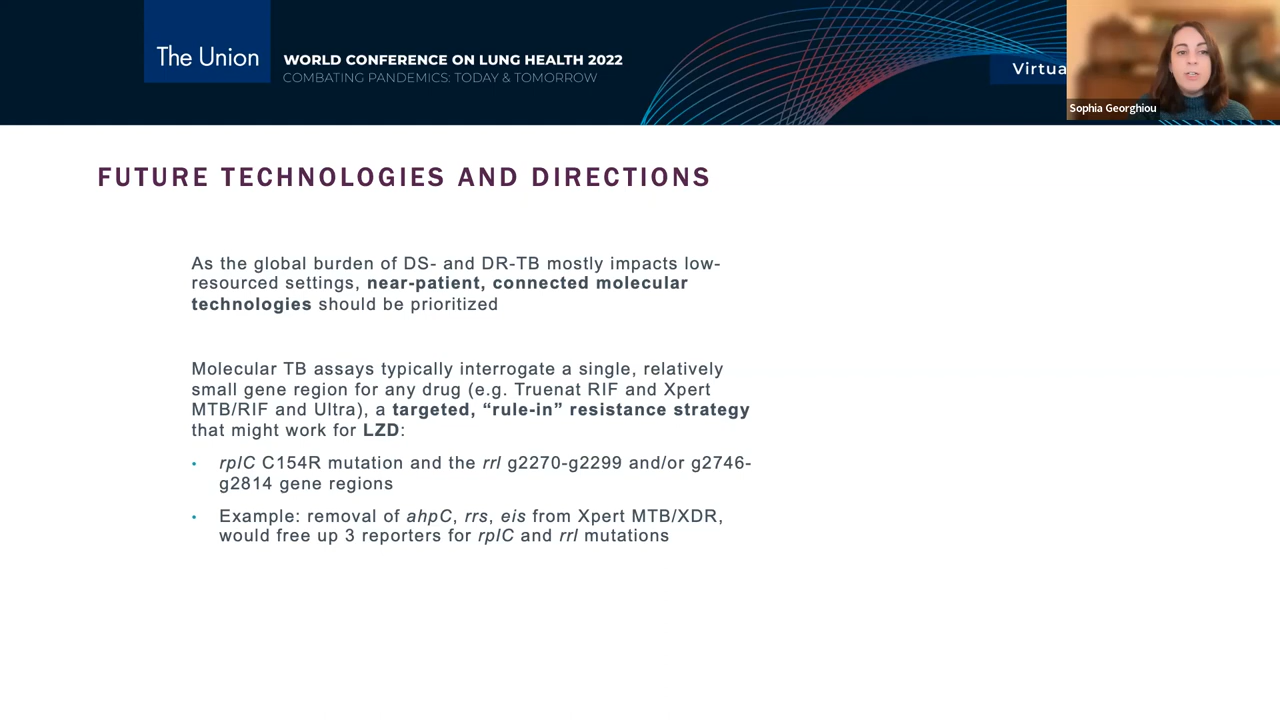 The Union
WORLD CONFERENCE ON LUNG HEALTH 2022
COMBATING PANDEMICS: TODAY & TOMORROW
Virtua
Sophia Georghiou
FUTURE TECHNOLOGIES AND DIRECTIONS
As the global burden of DS- and DR-TB mostly impacts low-
resourced settings, near-patient, connected molecular
technologies should be prioritized
Molecular TB assays typically interrogate a single, relatively
small gene region for any drug (e.g. Truenat RIF and Xpert
MTB/RIF and Ultra), a targeted, “rule-in” resistance strategy
that might work for LZD:
• rplC C154R mutation and the rrl g2270-g2299 and/or g2746-
g2814 gene regions
• Example: removal of ahpC, rrs, eis from Xpert MTB/XDR,
would free up 3 reporters for rplC and rrl mutations